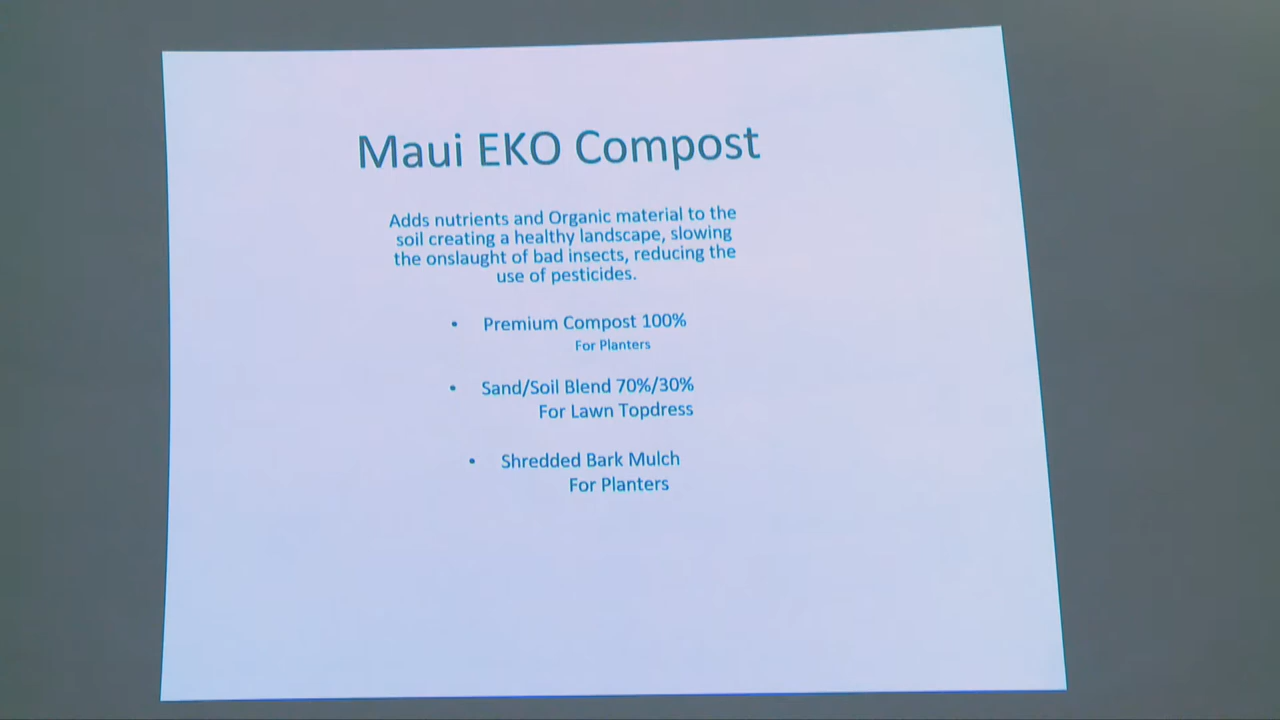 Maui EKO Compost
Adds nutrients and Organic material to the
soil creating a healthy landscape, slowing
the onslaught of bad insects, reducing the
use of pesticides.
• Premium Compost 100%
For Planters
• Sand/Soil Blend 70%/30%
For Lawn Topdress
• Shredded Bark Mulch
For Planters